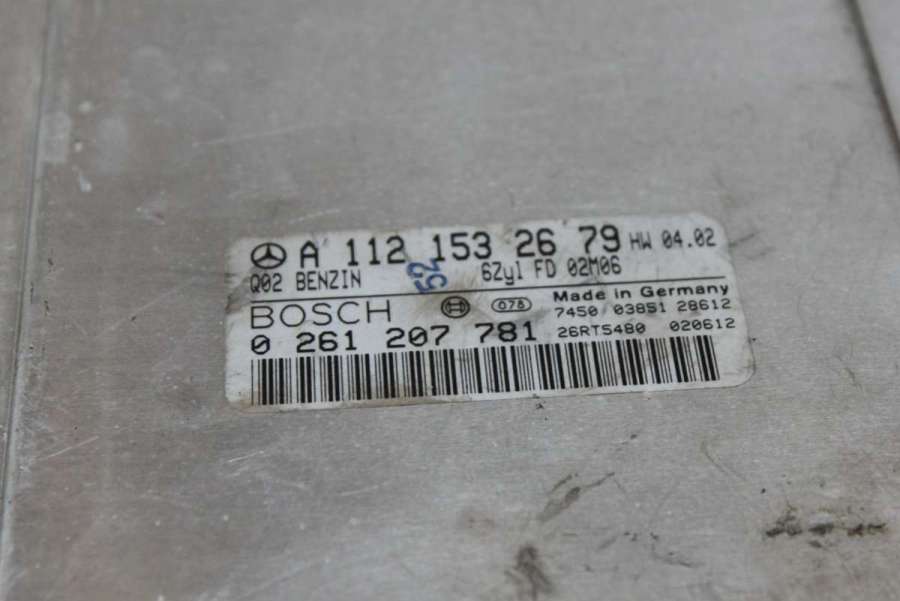 A 112 153 26 79 HW 04.02
Q02 BENZIN 52 6Zyl FD 02M06
BOSCH 078 Made in Germany
7450 03851 28612
0 261 207 781 26RT5480 020612